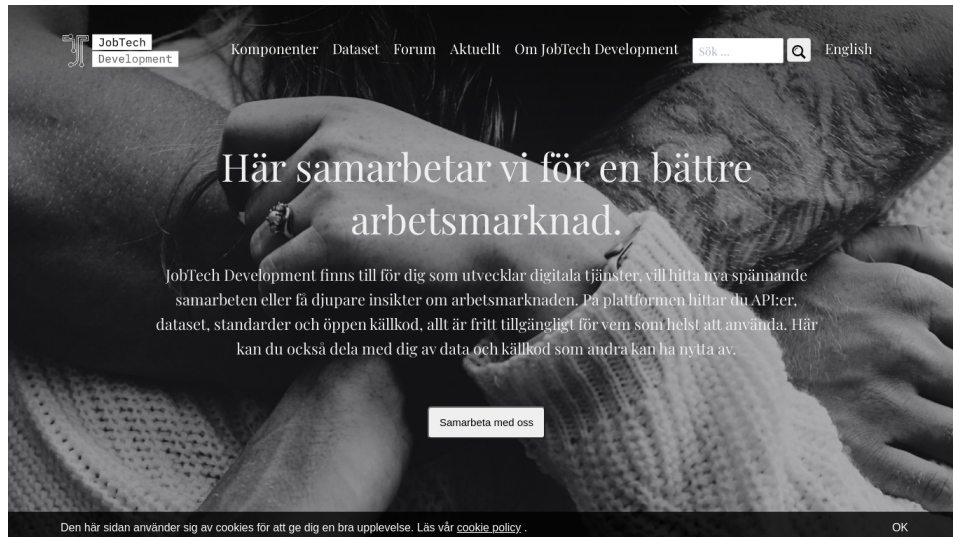 JobTech
Development
Komponenter Dataset Forum Aktuellt Om JobTech Development Sök ... English
Här samarbetar vi för en bättre
arbetsmarknad.
JobTech Development finns till för dig som utvecklar digitala tjänster, vill hitta nya spännande
samarbeten eller få djupare insikter om arbetsmarknaden. På plattformen hittar du API:er,
dataset, standarder och öppen källkod, allt är fritt tillgängligt för vem som helst att använda. Här
kan du också dela med dig av data och källkod som andra kan ha nytta av.
Samarbeta med oss
Den här sidan använder sig av cookies för att ge dig en bra upplevelse. Läs vår cookie policy . OK